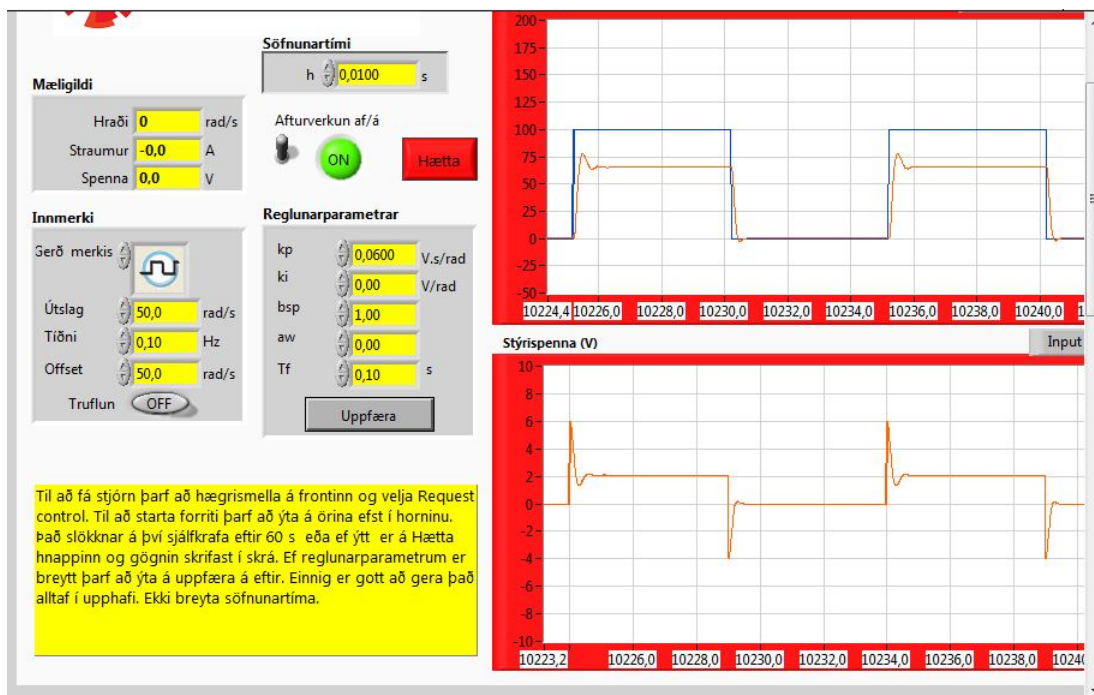 Söfnunartími
h 0,0100 s
Mæligildi
Hraði 0 rad/s
Straumur -0,0 A
Spenna 0,0 V
Afturverkun af/á
ON
Hætta
Innmerki
Gerð merkis
Útslag 50,0 rad/s
Tíðni 0,10 Hz
Offset 50,0 rad/s
Truflun OFF
Reglunarparametrar
kp 0,0600 V.s/rad
ki 0,00 V/rad
bsp 1,00
aw 0,00
Tf 0,10 s
Uppfæra
Til að fá stjórn þarf að hægrismella á frontinn og velja Request
control. Til að starta forriti þarf að ýta á örina efst í horninu.
Það slökknar á því sjálfkrafa eftir 60 s eða ef ýtt er á Hætta
hnappinn og gögnin skrifast í skrá. Ef reglunarparametrum er
breytt þarf að ýta á uppfæra á eftir. Einnig er gott að gera það
alltaf í upphafi. Ekki breyta söfnunartíma.
200
175
150
125
100
75
50
25
0
-25
-50
10224,4 10226,0 10228,0 10230,0 10232,0 10234,0 10236,0 10238,0 10240,0 1
Stýrispenna (V)
Input
10
8
6
4
2
0
-2
-4
-6
-8
-10
10223,2 10226,0 10228,0 10230,0 10232,0 10234,0 10236,0 10238,0 10240